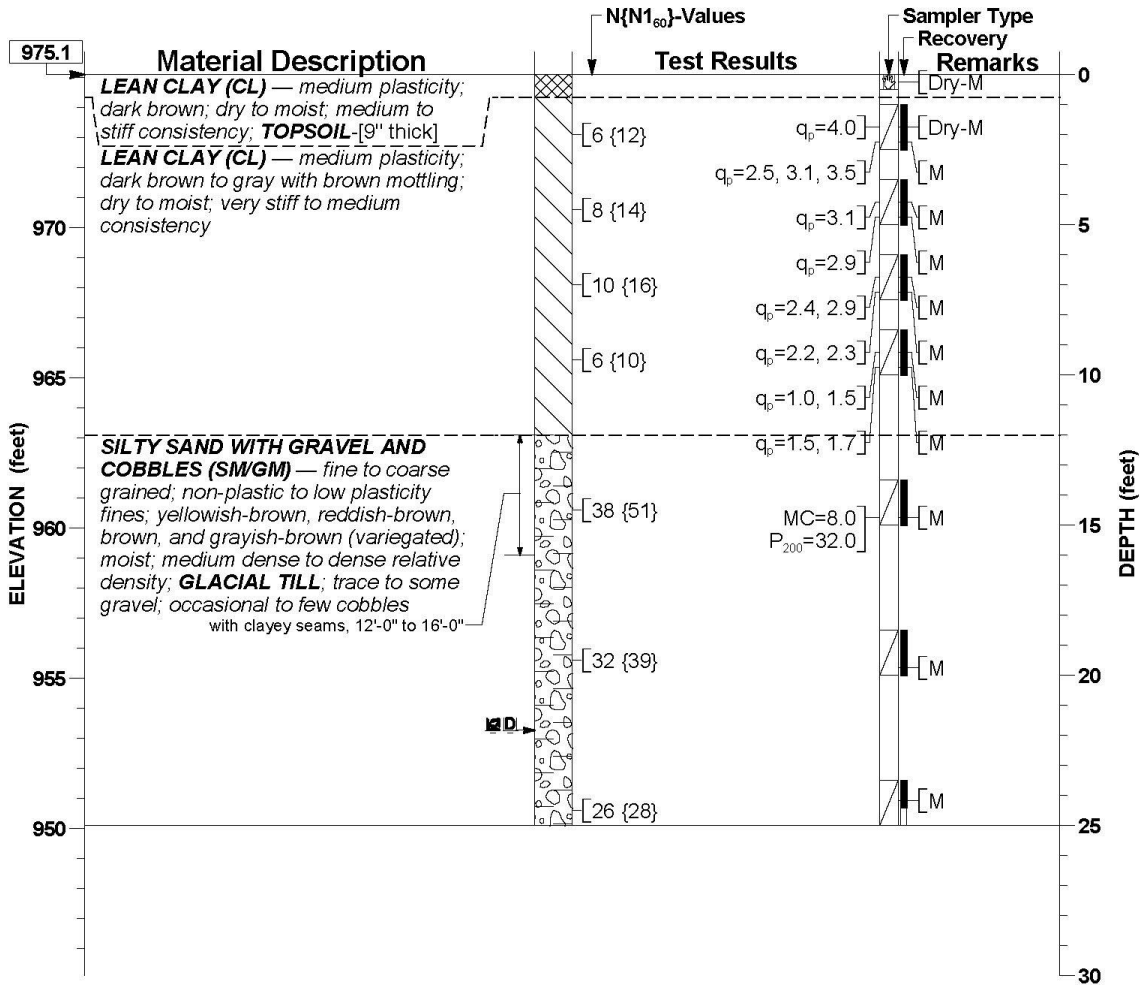 N{N1₆₀}-Values
Sampler Type
Recovery
975.1
Material Description
Test Results
Remarks
0
LEAN CLAY (CL) — medium plasticity;
dark brown; dry to moist; medium to
stiff consistency; TOPSOIL-[9" thick]
Dry-M
6 {12}
qₚ=4.0
Dry-M
LEAN CLAY (CL) — medium plasticity;
dark brown to gray with brown mottling;
dry to moist; very stiff to medium
consistency
qₚ=2.5, 3.1, 3.5
M
8 {14}
qₚ=3.1
M
970
5
qₚ=2.9
M
10 {16}
qₚ=2.4, 2.9
M
6 {10}
qₚ=2.2, 2.3
M
965
10
qₚ=1.0, 1.5
M
qₚ=1.5, 1.7
M
SILTY SAND WITH GRAVEL AND
COBBLES (SM/GM) — fine to coarse
grained; non-plastic to low plasticity
fines; yellowish-brown, reddish-brown,
brown, and grayish-brown (variegated);
moist; medium dense to dense relative
density; GLACIAL TILL; trace to some
gravel; occasional to few cobbles
with clayey seams, 12'-0" to 16'-0"
38 {51}
MC=8.0
P₂₀₀=32.0
M
960
15
ELEVATION (feet)
DEPTH (feet)
32 {39}
M
955
20
26 {28}
M
950
25
30